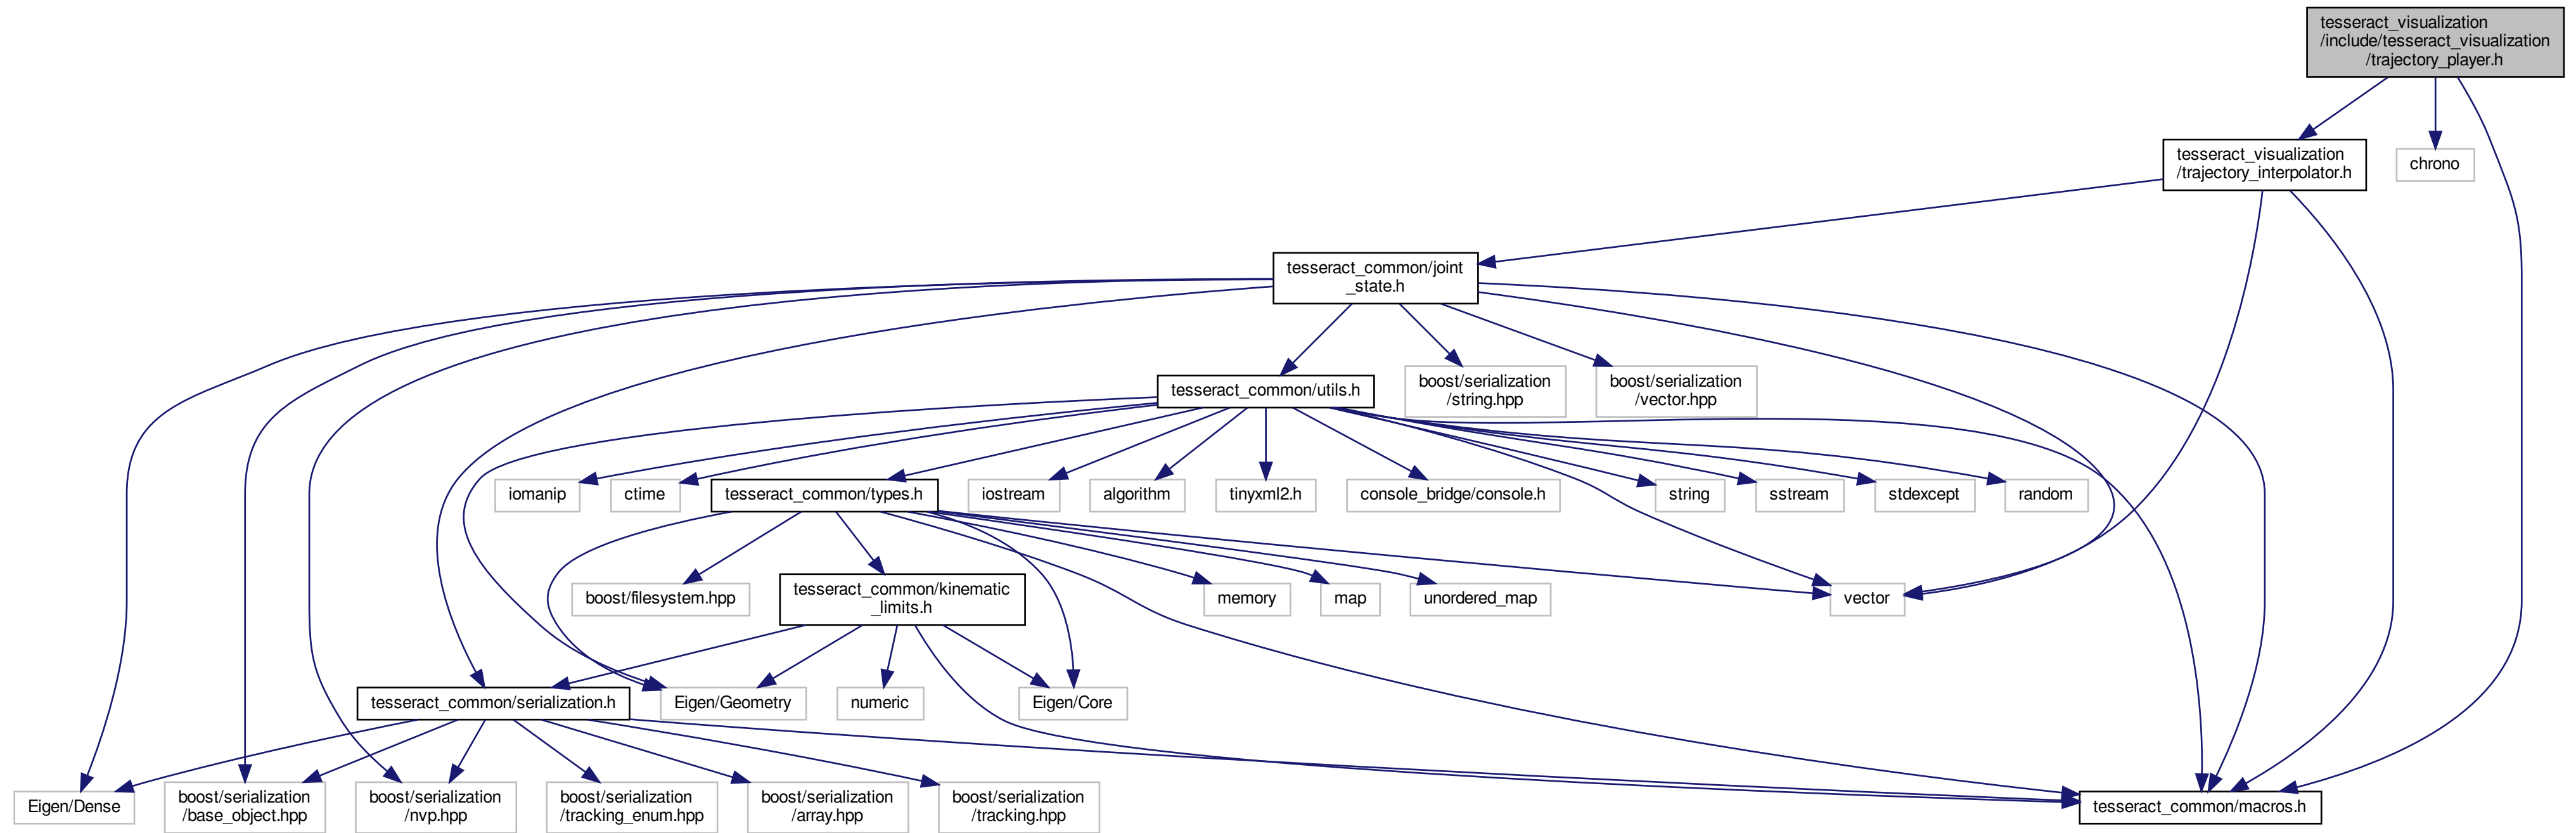 tesseract_visualization
/include/tesseract_visualization
/trajectory_player.h
tesseract_visualization
/trajectory_interpolator.h
chrono
tesseract_common/joint
_state.h
tesseract_common/utils.h
boost/serialization
/string.hpp
boost/serialization
/vector.hpp
iomanip
ctime
tesseract_common/types.h
iostream
algorithm
tinyxml2.h
console_bridge/console.h
string
sstream
stdexcept
random
boost/filesystem.hpp
tesseract_common/kinematic
_limits.h
memory
map
unordered_map
vector
tesseract_common/serialization.h
Eigen/Geometry
numeric
Eigen/Core
Eigen/Dense
boost/serialization
/base_object.hpp
boost/serialization
/nvp.hpp
boost/serialization
/tracking_enum.hpp
boost/serialization
/array.hpp
boost/serialization
/tracking.hpp
tesseract_common/macros.h